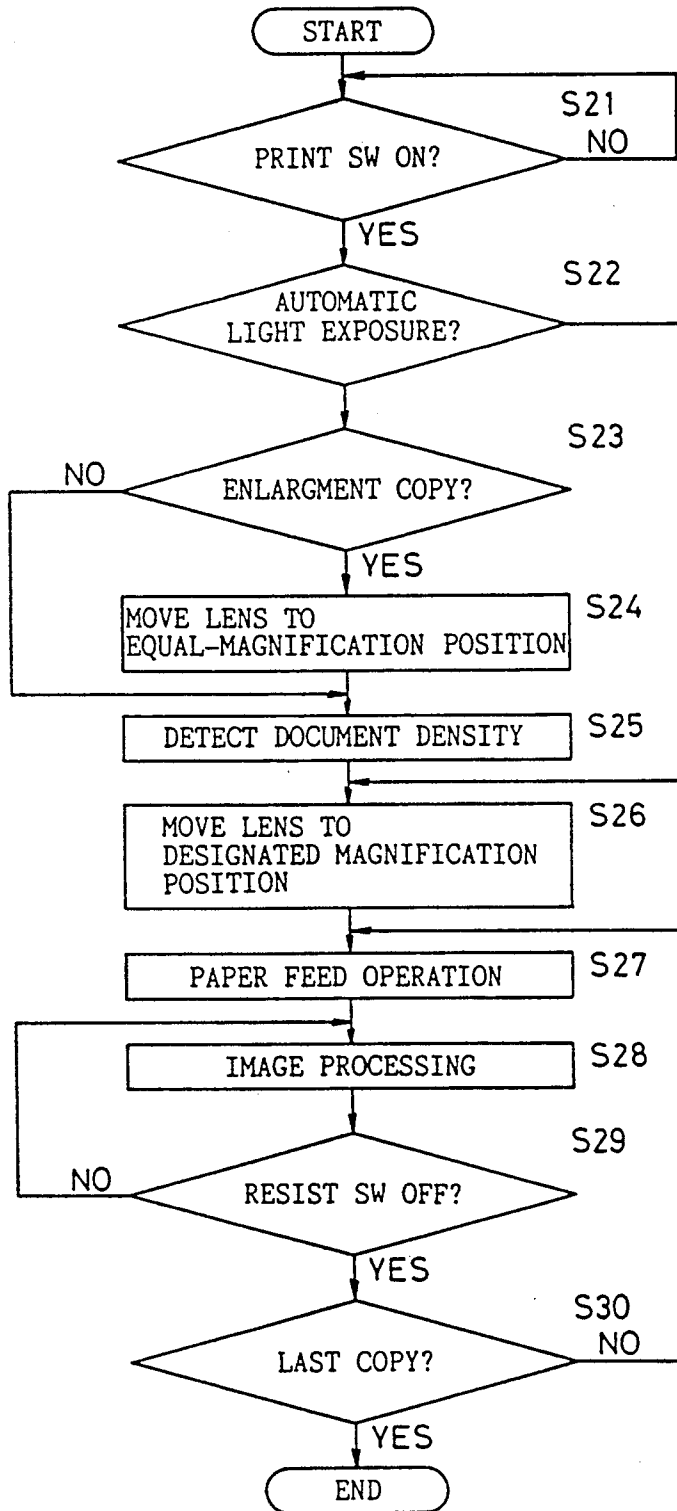 START
S21
PRINT SW ON?
NO
YES
S22
AUTOMATIC
LIGHT EXPOSURE?
S23
NO
ENLARGMENT COPY?
YES
S24
MOVE LENS TO
EQUAL-MAGNIFICATION POSITION
S25
DETECT DOCUMENT DENSITY
S26
MOVE LENS TO
DESIGNATED MAGNIFICATION
POSITION
S27
PAPER FEED OPERATION
S28
IMAGE PROCESSING
S29
NO
RESIST SW OFF?
YES
S30
NO
LAST COPY?
YES
END